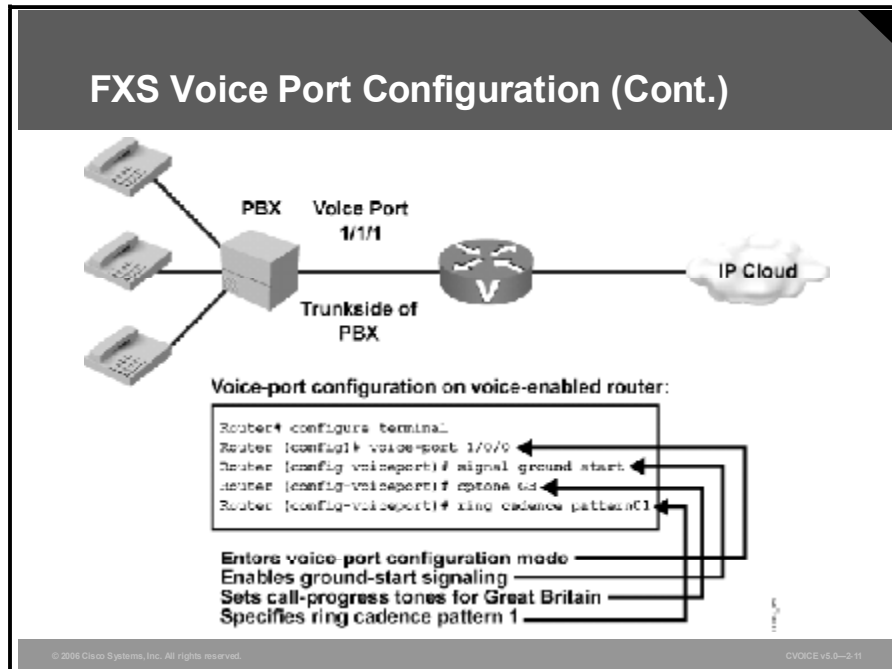 FXS Voice Port Configuration (Cont.)
PBX
Voice Port
1/1/1
IP Cloud
V
Trunkside of
PBX
Voice-port configuration on voice-enabled router:
Router# configure terminal
Router (config)# voice-port 1/0/0
Router (config-voiceport)# signal ground start
Router (config-voiceport)# cptone GB
Router (config-voiceport)# ring cadence pattern01
Enters voice-port configuration mode
Enables ground-start signaling
Sets call-progress tones for Great Britain
Specifies ring cadence pattern 1
© 2006 Cisco Systems, Inc. All rights reserved.
CVOICE v5.0—2-11